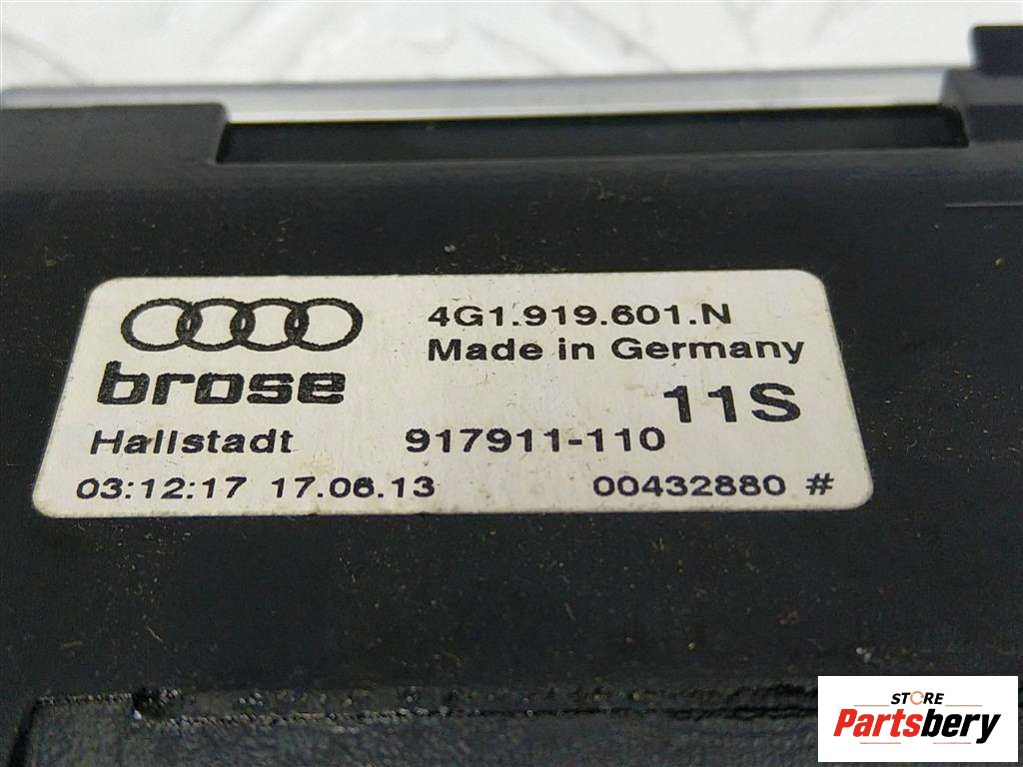 4G1.919.601.N
Made in Germany
brose
11S
Hallstadt 917911-110
03:12:17 17.06.13 00432880 #
STORE
Partsbery